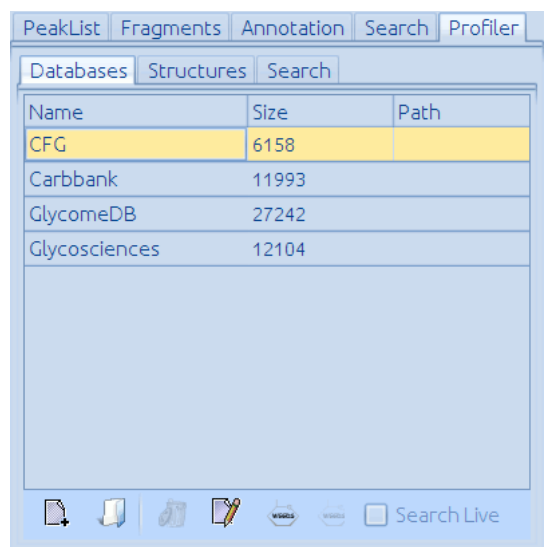 PeakList Fragments Annotation Search Profiler
Databases Structures Search
Name Size Path
CFG 6158
Carbbank 11993
GlycomeDB 27242
Glycosciences 12104
Search Live